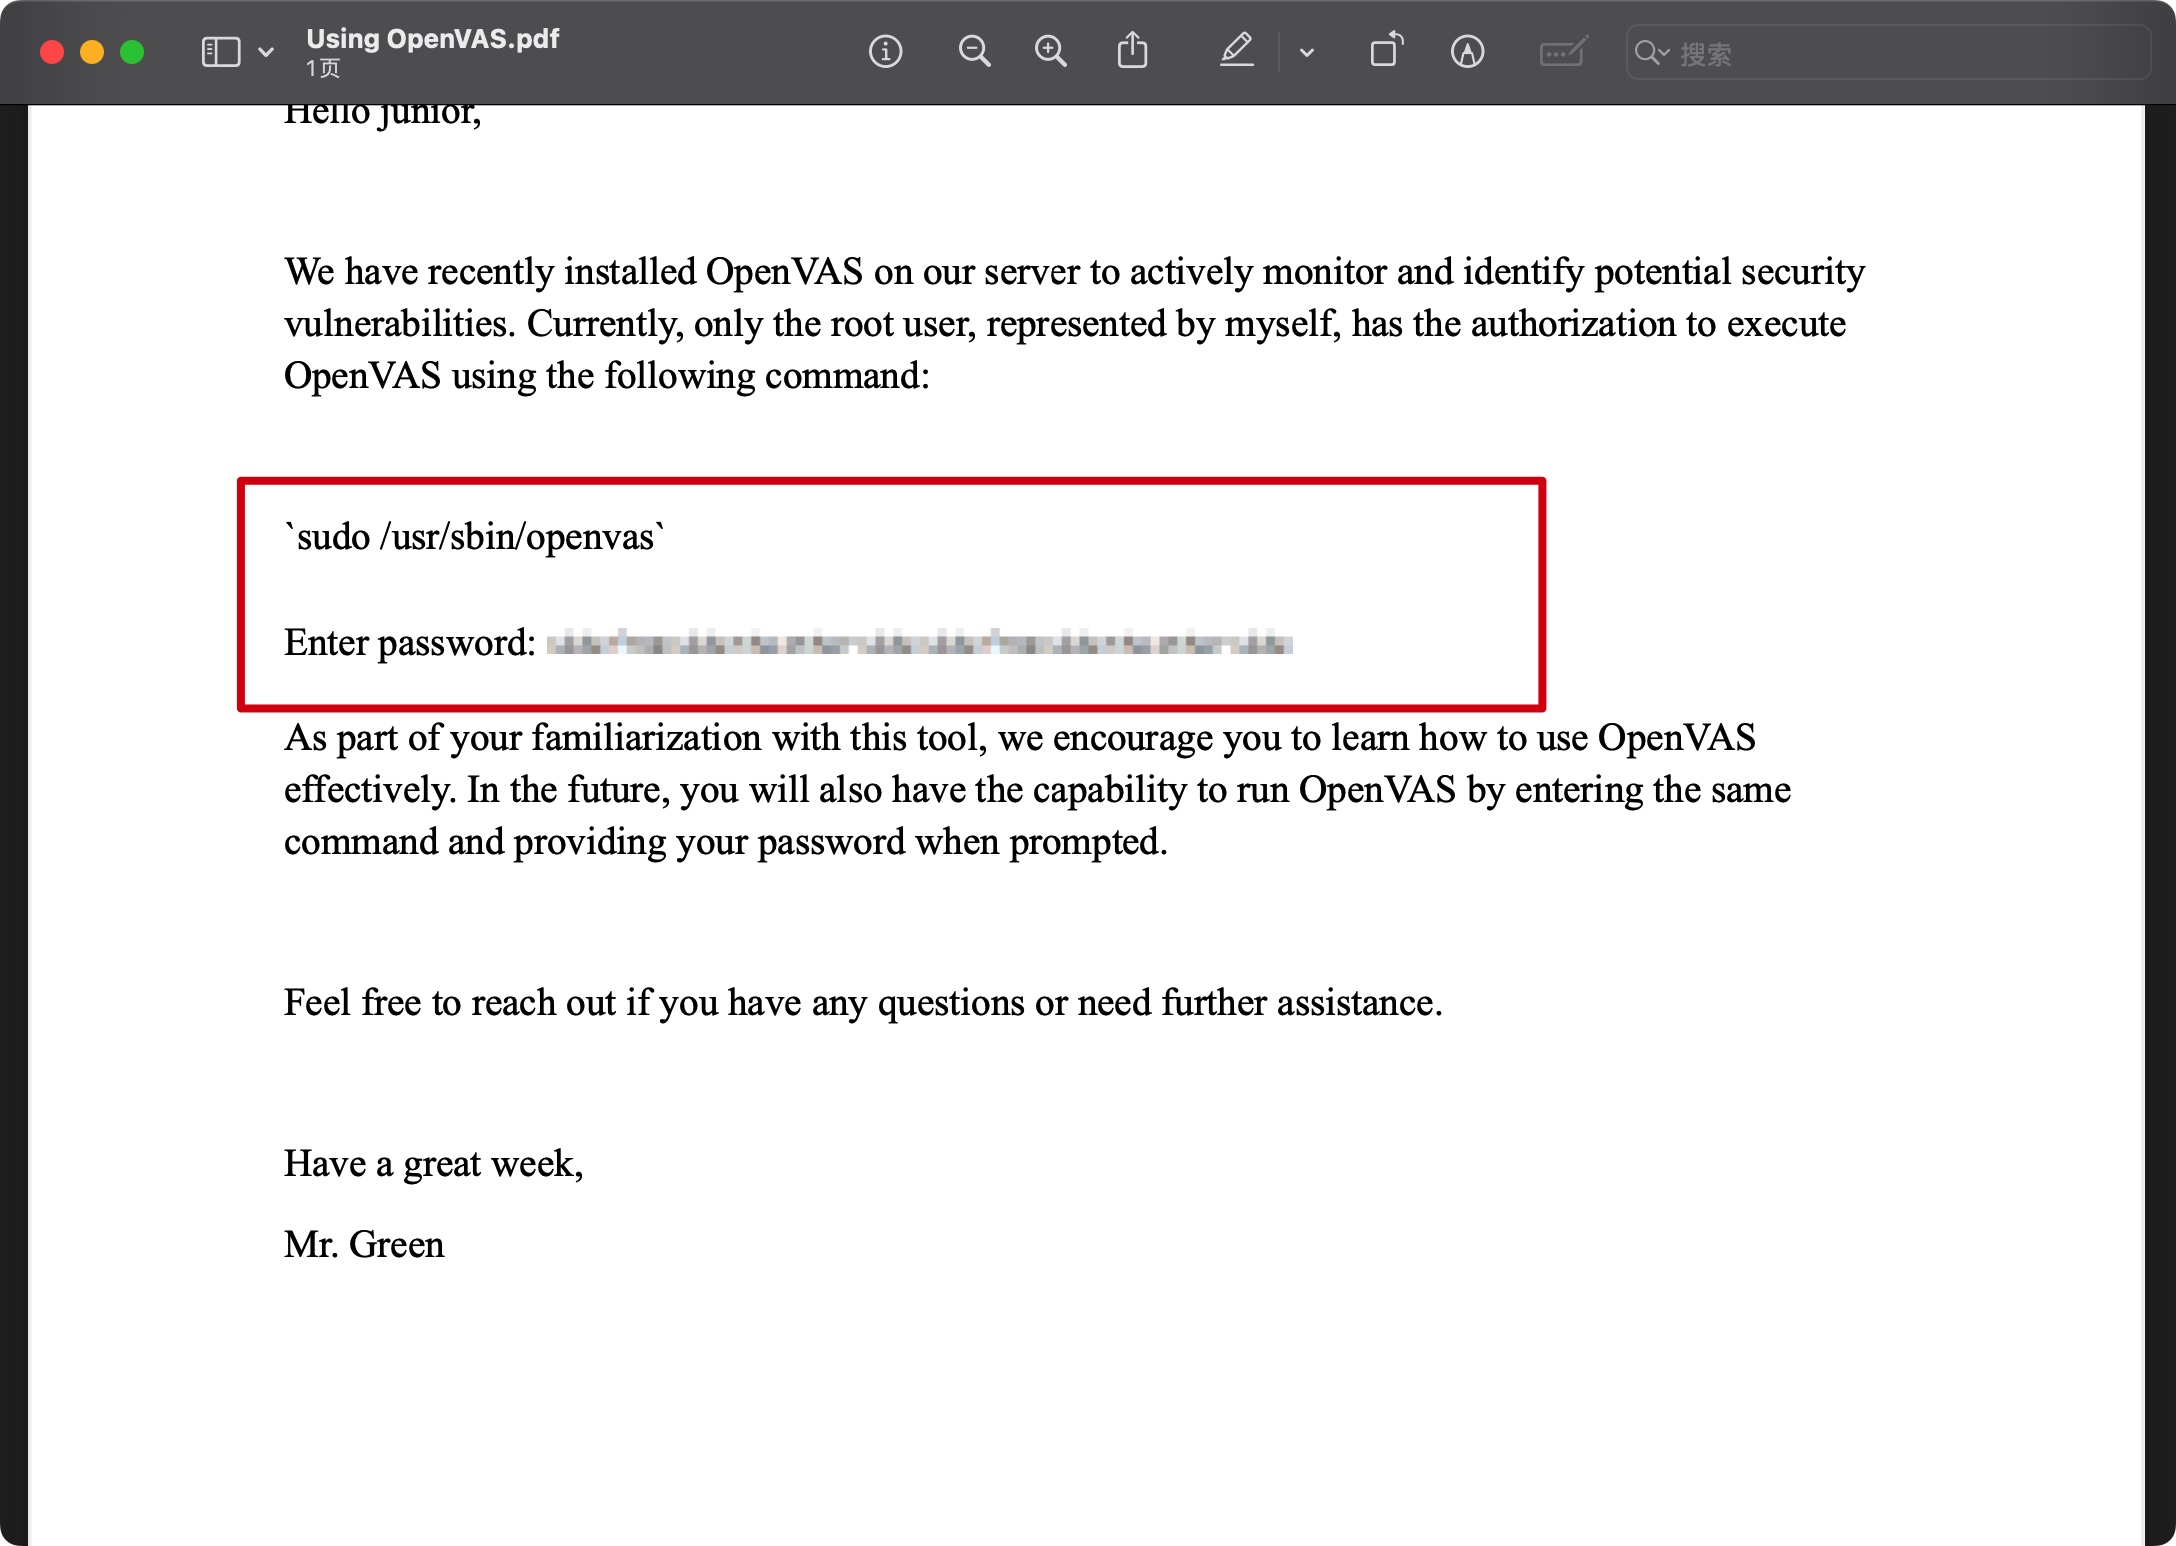 Using OpenVAS.pdf
1页
搜索
Hello junior,
We have recently installed OpenVAS on our server to actively monitor and identify potential security
vulnerabilities. Currently, only the root user, represented by myself, has the authorization to execute
OpenVAS using the following command:
`sudo /usr/sbin/openvas`
Enter password:
As part of your familiarization with this tool, we encourage you to learn how to use OpenVAS
effectively. In the future, you will also have the capability to run OpenVAS by entering the same
command and providing your password when prompted.
Feel free to reach out if you have any questions or need further assistance.
Have a great week,
Mr. Green